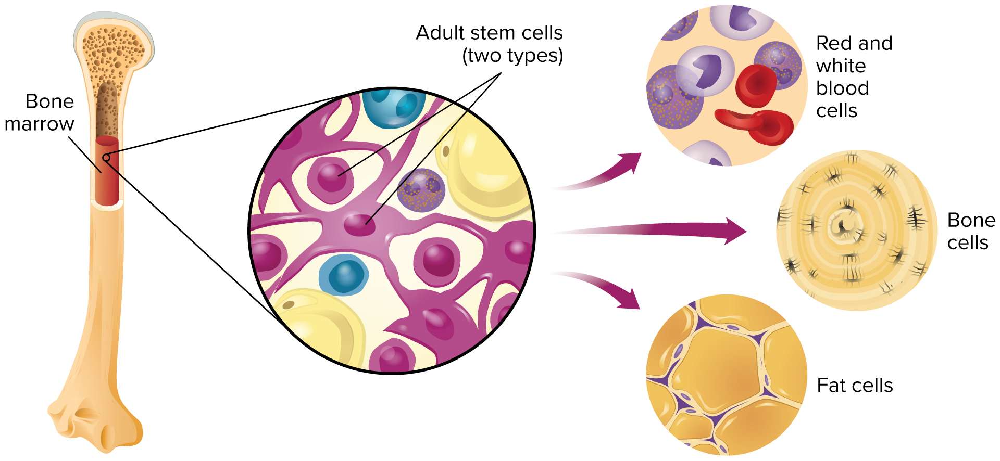 Bone
marrow
Adult stem cells
(two types)
Red and
white
blood
cells
Bone
cells
Fat cells